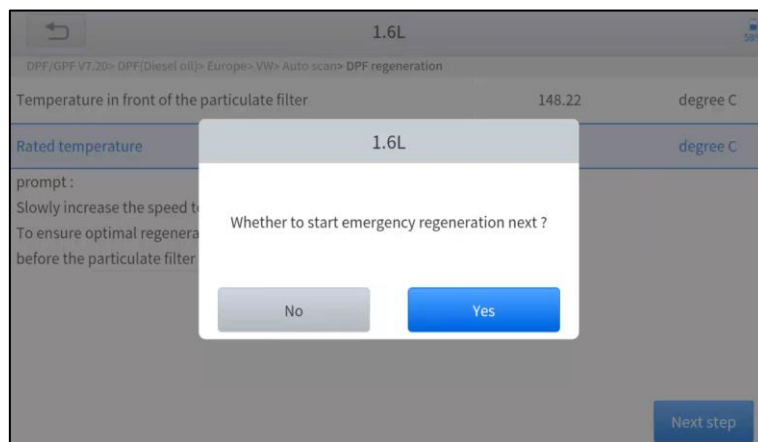 1.6L
58%
DPF/GPF V7.20> DPF(Diesel oil)> Europe> VW> Auto scan> DPF regeneration
Temperature in front of the particulate filter 148.22 degree C
Rated temperature degree C
prompt :
Slowly increase the speed
To ensure optimal
before the particulate filter
1.6L
Whether to start emergency regeneration next ?
No Yes
Next step